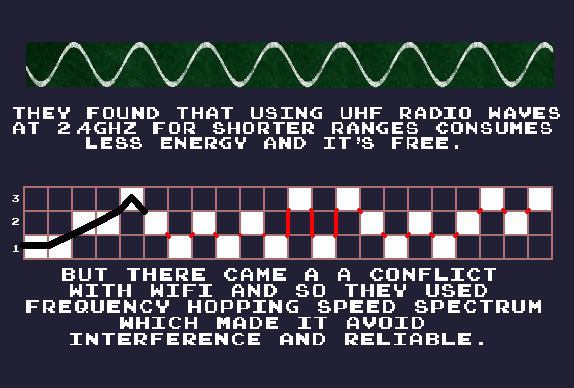 THEY FOUND THAT USING UHF RADIO WAVES
AT 2.4GHZ FOR SHORTER RANGES CONSUMES
LESS ENERGY AND IT'S FREE.
3
2
1
BUT THERE CAME A A CONFLICT
WITH WIFI AND SO THEY USED
FREQUENCY HOPPING SPEED SPECTRUM
WHICH MADE IT AVOID
INTERFERENCE AND RELIABLE.